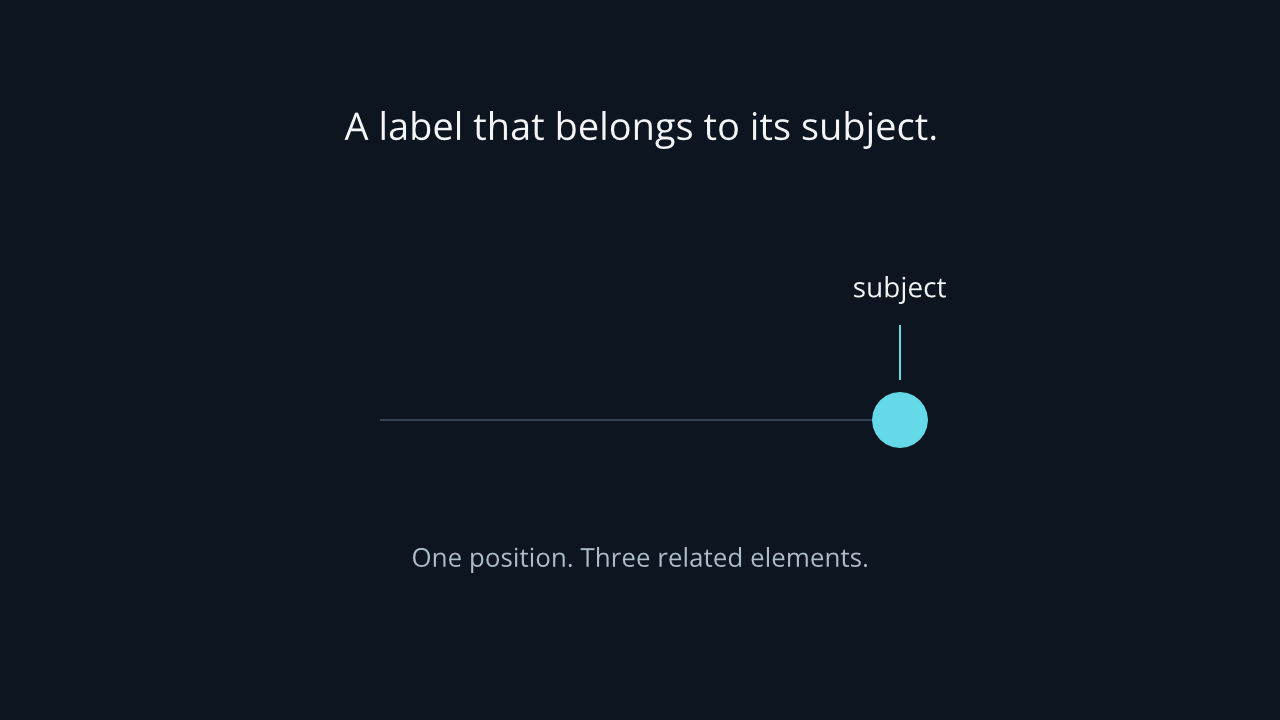 A label that belongs to its subject.
subject
One position. Three related elements.